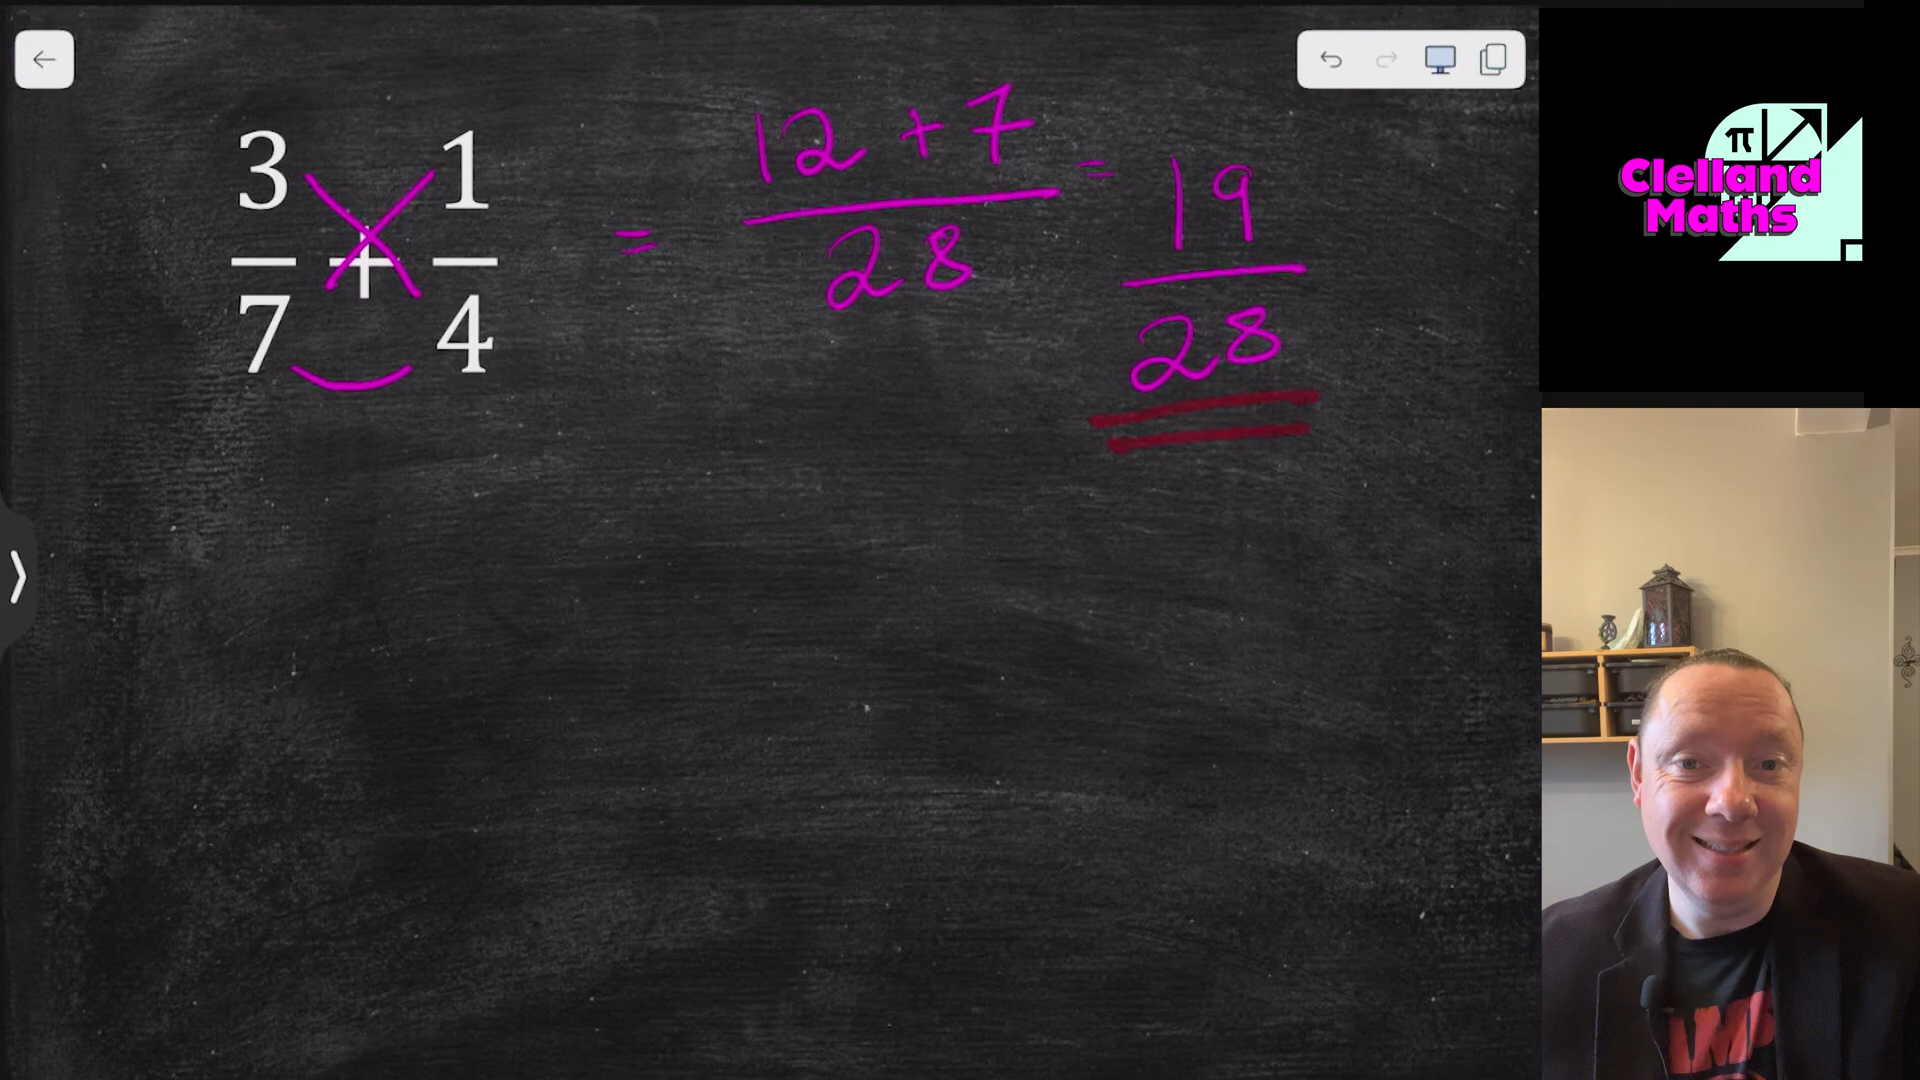 3/7 + 1/4 = (12 + 7)/28 = 19/28
π
Clelland
Maths